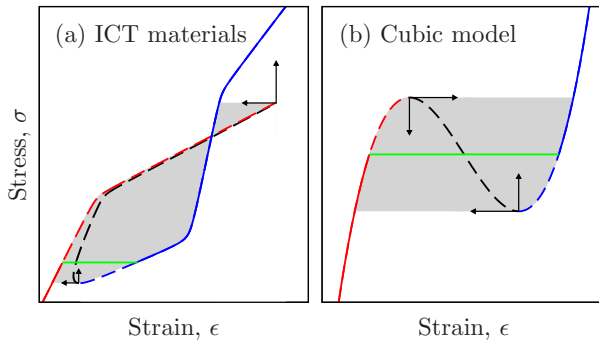 (a) ICT materials
(b) Cubic model
Stress, σ
Strain, ϵ
Strain, ϵ